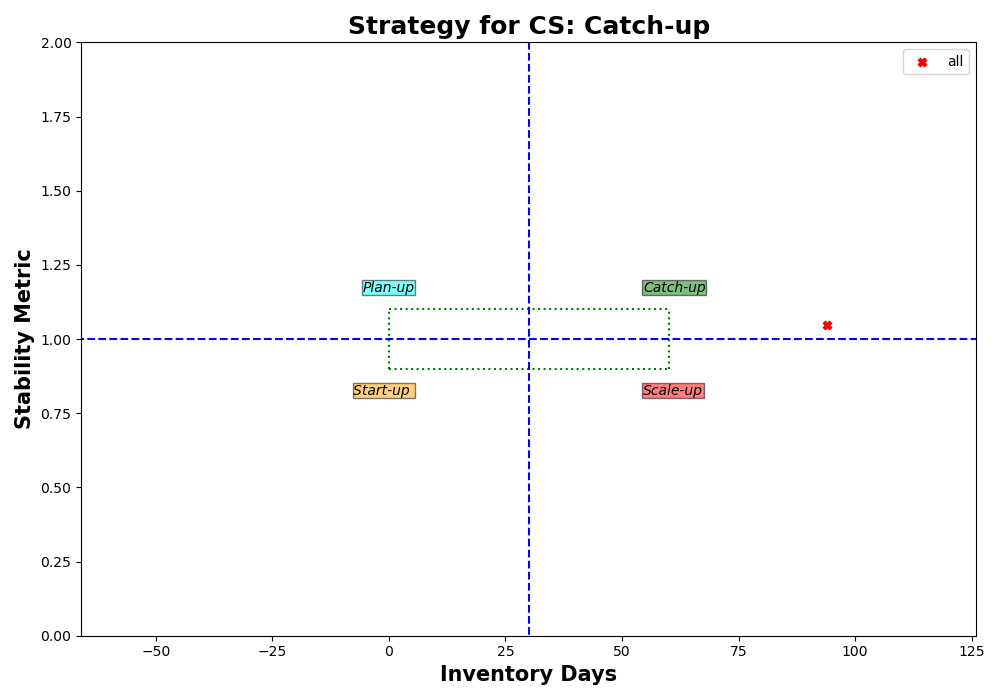 Strategy for CS: Catch-up
all
Stability Metric
2.00
1.75
1.50
1.25
1.00
0.75
0.50
0.25
0.00
Plan-up
Catch-up
Start-up
Scale-up
−50
−25
0
25
50
75
100
125
Inventory Days